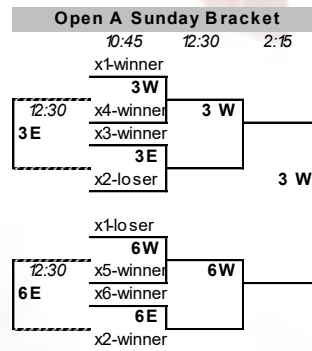 Open A Sunday Bracket
10:45 12:30 2:15
x1-winner
3W
12:30 x4-winner 3 W
3E x3-winner
3E
x2-loser 3 W
x1-loser
6W
12:30 x5-winner 6W
6E x6-winner
6E
x2-winner